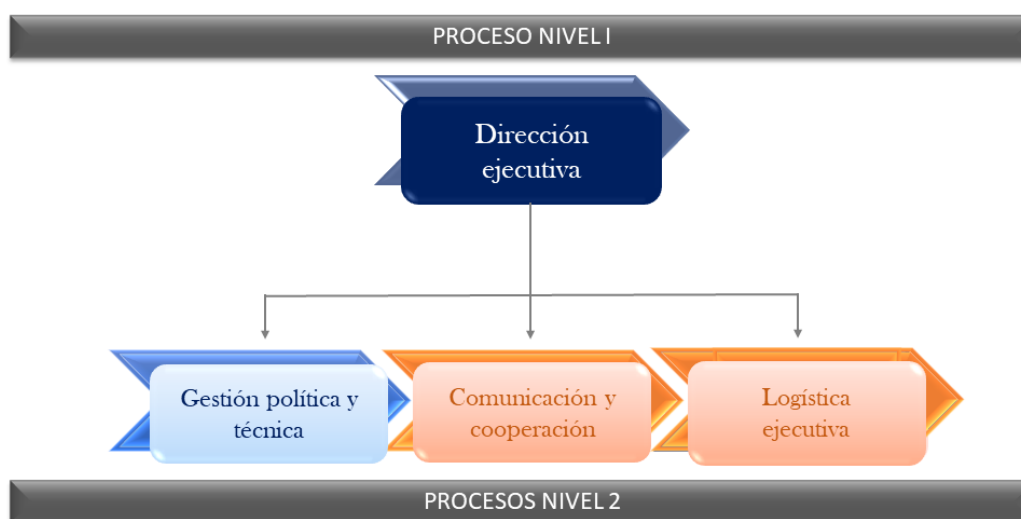 PROCESO NIVEL I
Dirección
ejecutiva
Gestión política y
técnica
Comunicación y
cooperación
Logística
ejecutiva
PROCESOS NIVEL 2